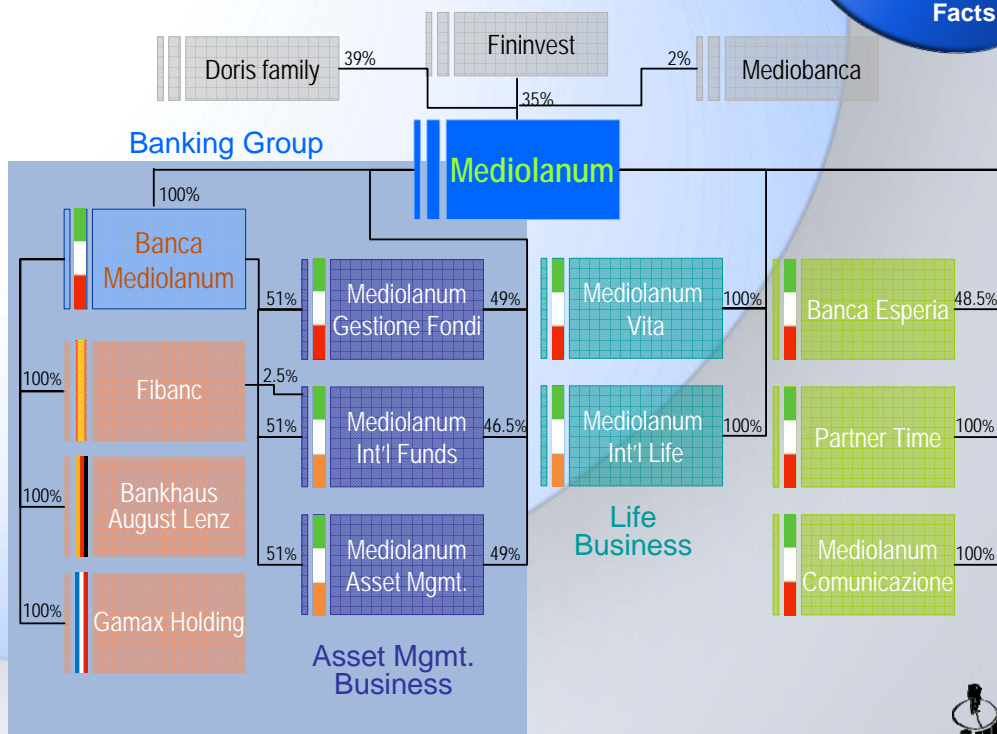 Facts
Doris family
39%
Fininvest
35%
2%
Mediobanca
Banking Group
Mediolanum
100%
Banca
Mediolanum
51%
Mediolanum
Gestione Fondi
49%
Mediolanum
Vita
100%
Banca Esperia
48.5%
100%
Fibanc
2.5%
51%
Mediolanum
Int'l Funds
46.5%
Mediolanum
Int'l Life
100%
Partner Time
100%
100%
Bankhaus
August Lenz
Life
Business
51%
Mediolanum
Asset Mgmt.
49%
Mediolanum
Comunicazione
100%
100%
Gamax Holding
Asset Mgmt.
Business